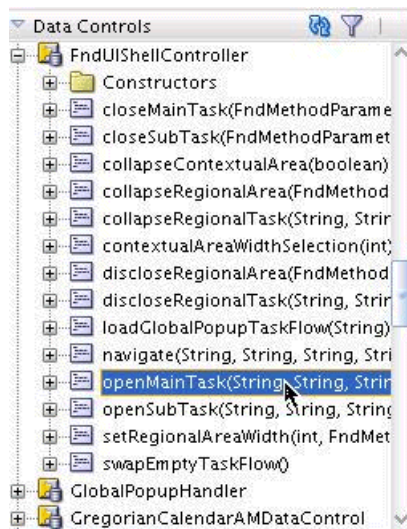 Data Controls
FndUIShellController
Constructors
closeMainTask(FndMethodParame
closeSubTask(FndMethodParamet
collapseContextualArea(boolean)
collapseRegionalArea(FndMethod
collapseRegionalTask(String, Strir
contextualAreaWidthSelection(int)
discloseRegionalArea(FndMethod
discloseRegionalTask(String, Strir
loadGlobalPopupTaskFlow(String)
navigate(String, String, String, Stri
openMainTask(String, String, Strir
openSubTask(String, String, String
setRegionalAreaWidth(int, FndMet
swapEmptyTaskFlow()
GlobalPopupHandler
GregorianCalendarAMDataControl